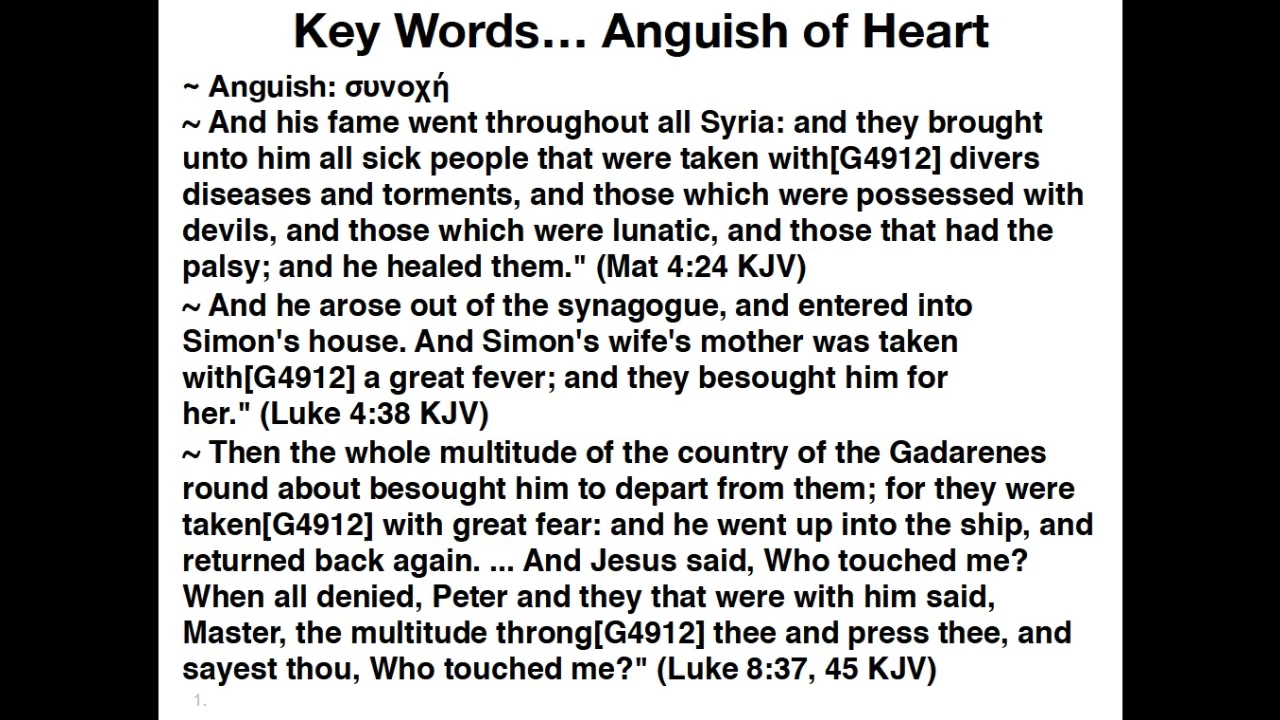 Key Words... Anguish of Heart
~ Anguish: συνοχή
~ And his fame went throughout all Syria: and they brought
unto him all sick people that were taken with[G4912] divers
diseases and torments, and those which were possessed with
devils, and those which were lunatic, and those that had the
palsy; and he healed them." (Mat 4:24 KJV)
~ And he arose out of the synagogue, and entered into
Simon's house. And Simon's wife's mother was taken
with[G4912] a great fever; and they besought him for
her." (Luke 4:38 KJV)
~ Then the whole multitude of the country of the Gadarenes
round about besought him to depart from them; for they were
taken[G4912] with great fear: and he went up into the ship, and
returned back again. ... And Jesus said, Who touched me?
When all denied, Peter and they that were with him said,
Master, the multitude throng[G4912] thee and press thee, and
sayest thou, Who touched me?" (Luke 8:37, 45 KJV)
1.